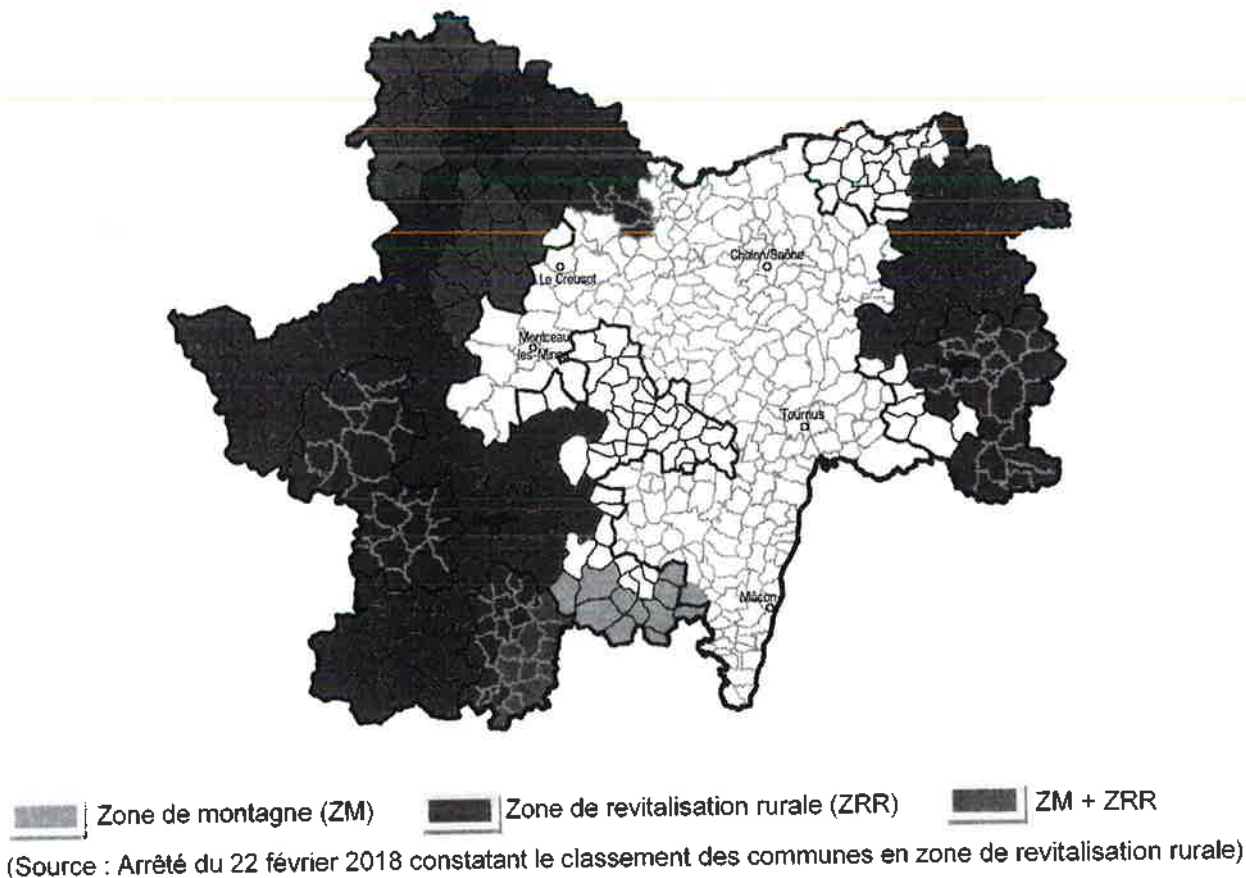 Chalon/Saône
Le Creusot
Montceau
les-Mines
Tournus
Mâcon
Zone de montagne (ZM) Zone de revitalisation rurale (ZRR) ZM + ZRR
(Source : Arrêté du 22 février 2018 constatant le classement des communes en zone de revitalisation rurale)